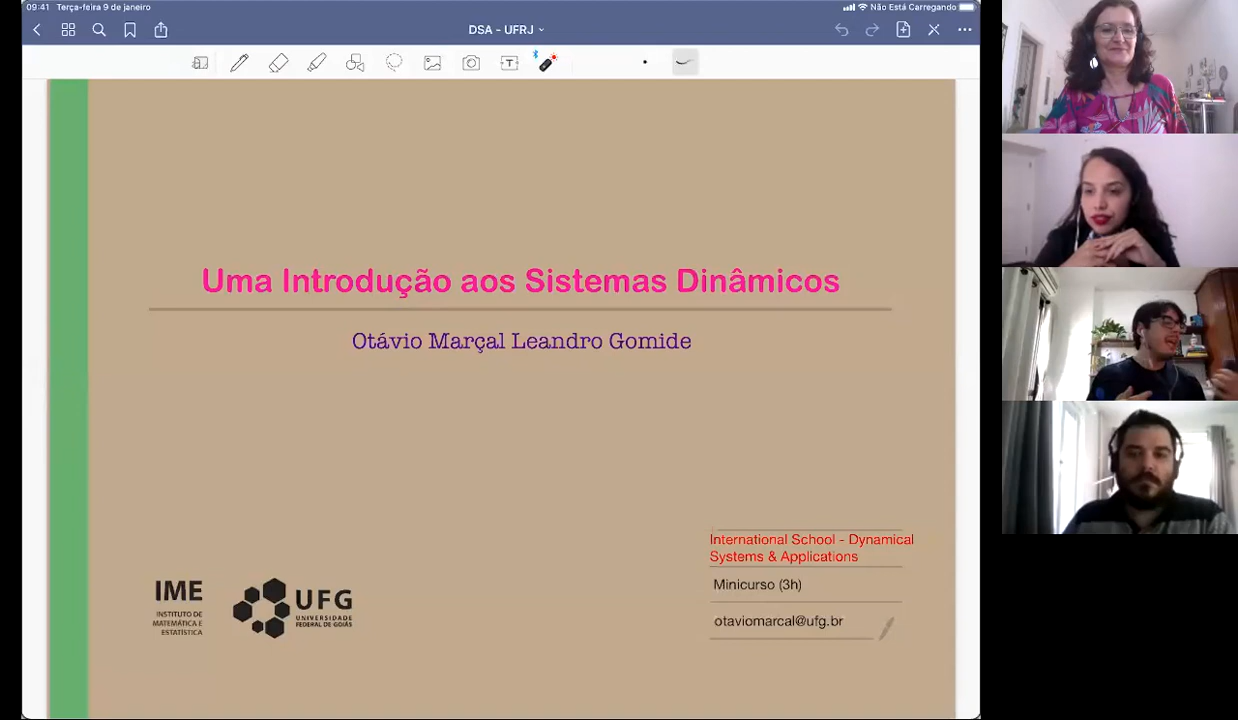 09:41 Terça-feira 9 de janeiro
Não Está Carregando
DSA - UFRJ
T
Uma Introdução aos Sistemas Dinâmicos
Otávio Marçal Leandro Gomide
International School - Dynamical
Systems & Applications
Minicurso (3h)
otaviomarcal@ufg.br
IME
INSTITUTO DE
MATEMÁTICA E
ESTATÍSTICA
UFG
UNIVERSIDADE
FEDERAL DE GOIÁS